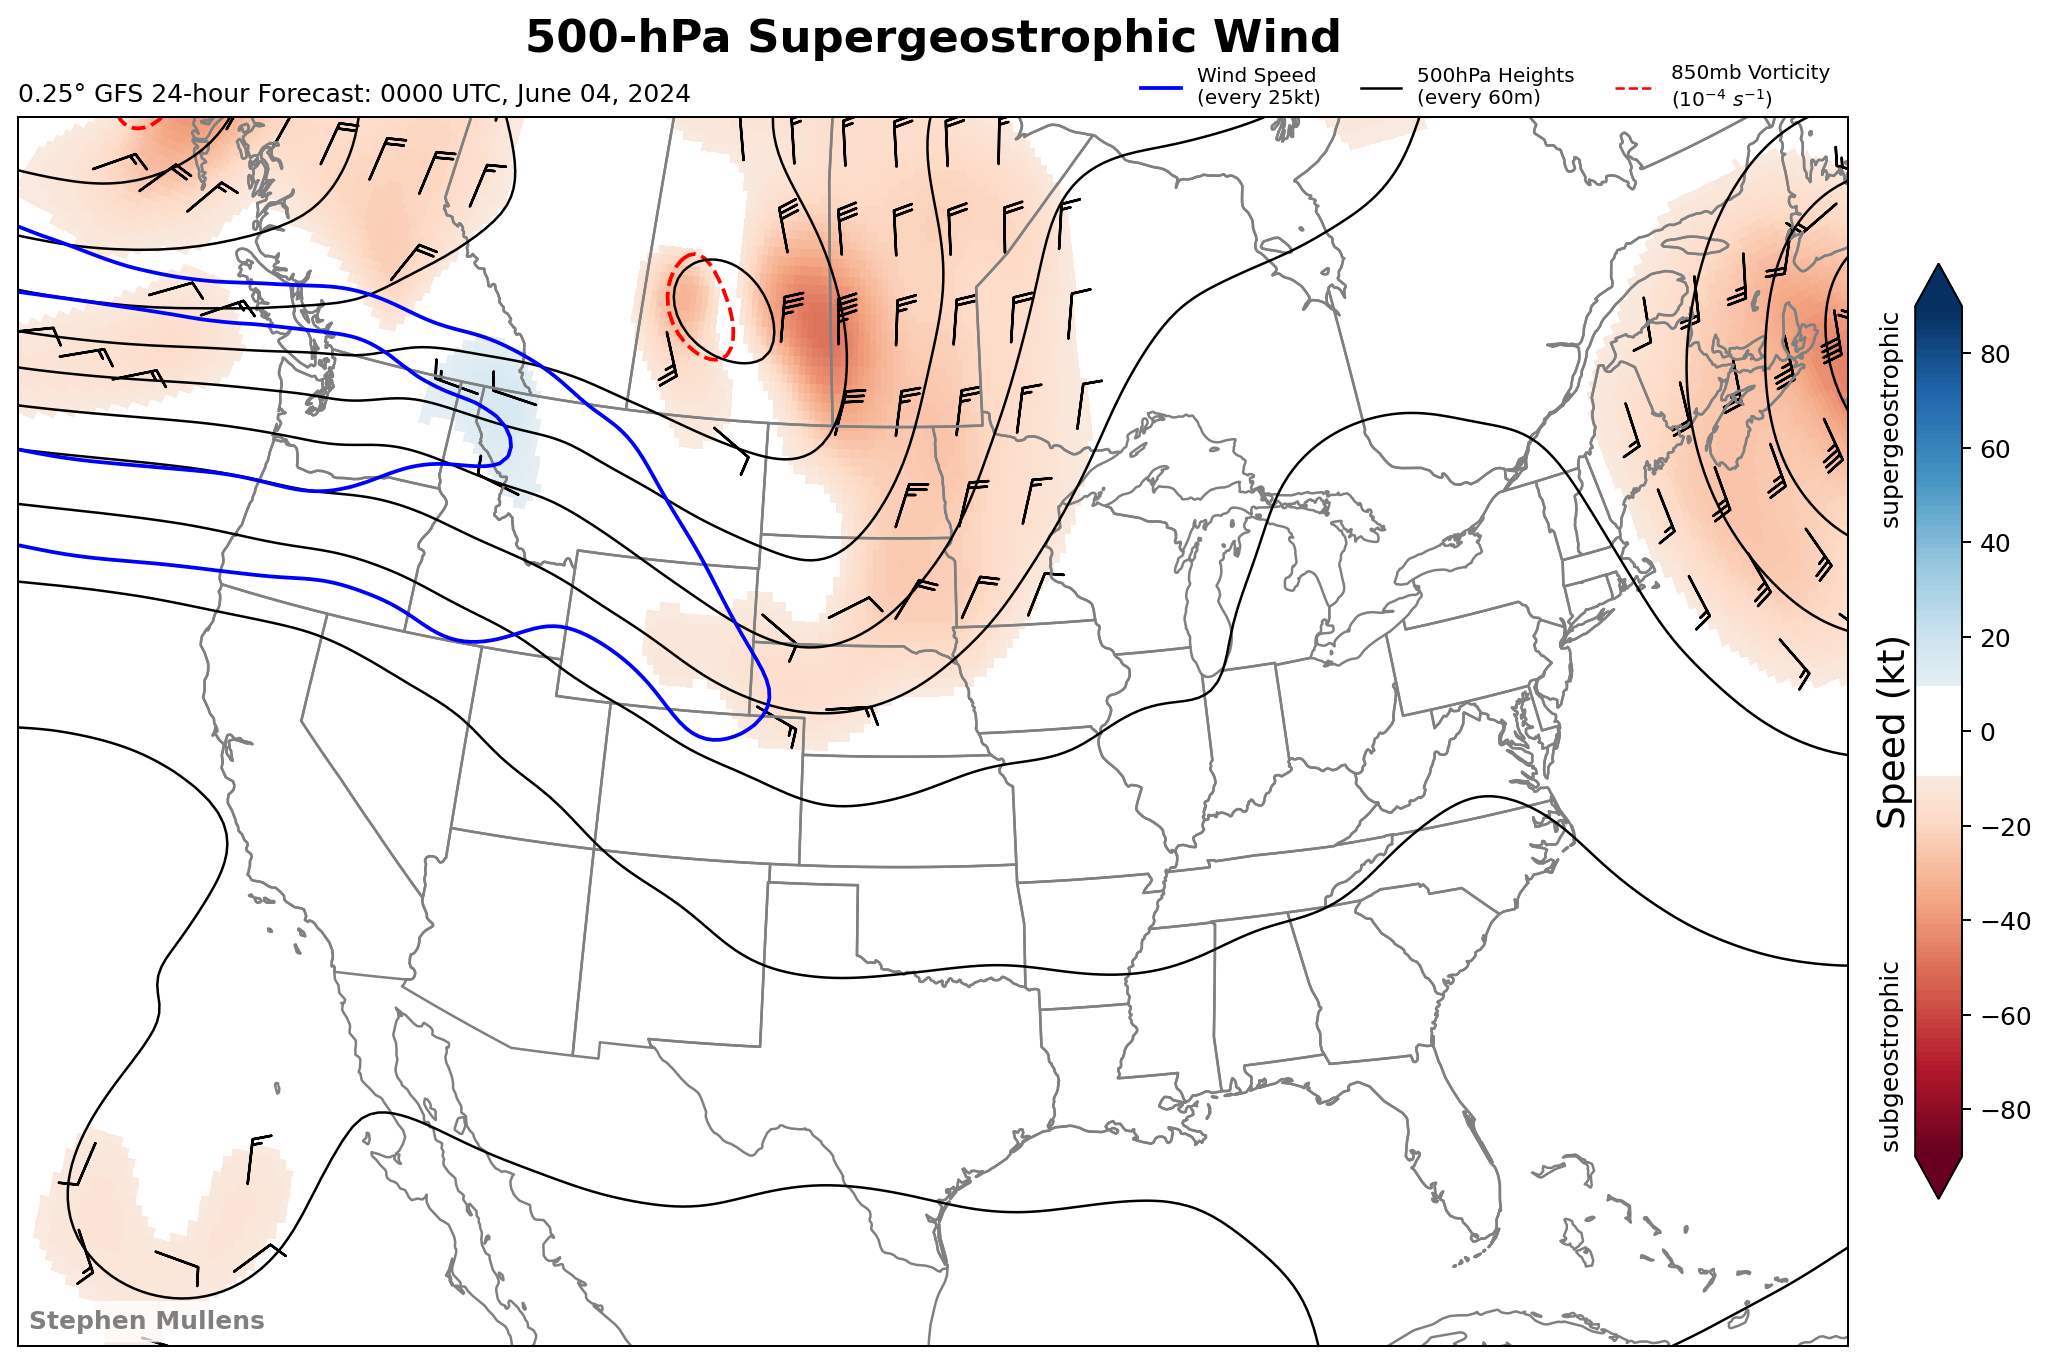 500-hPa Supergeostrophic Wind
0.25° GFS 24-hour Forecast: 0000 UTC, June 04, 2024
Wind Speed
(every 25kt)
500hPa Heights
(every 60m)
850mb Vorticity
(10⁻⁴ s⁻¹)
supergeostrophic
Speed (kt)
subgeostrophic
80
60
40
20
0
−20
−40
−60
−80
Stephen Mullens